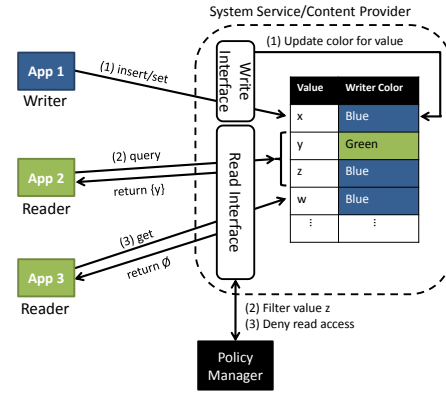 System Service/Content Provider
App 1
Writer
(1) insert/set
Write
Interface
(1) Update color for value
Value Writer Color
x Blue
y Green
z Blue
w Blue
⋮ ⋮
App 2
Reader
(2) query
return {y}
Read Interface
(3) get
return Ø
App 3
Reader
(2) Filter value z
(3) Deny read access
Policy
Manager